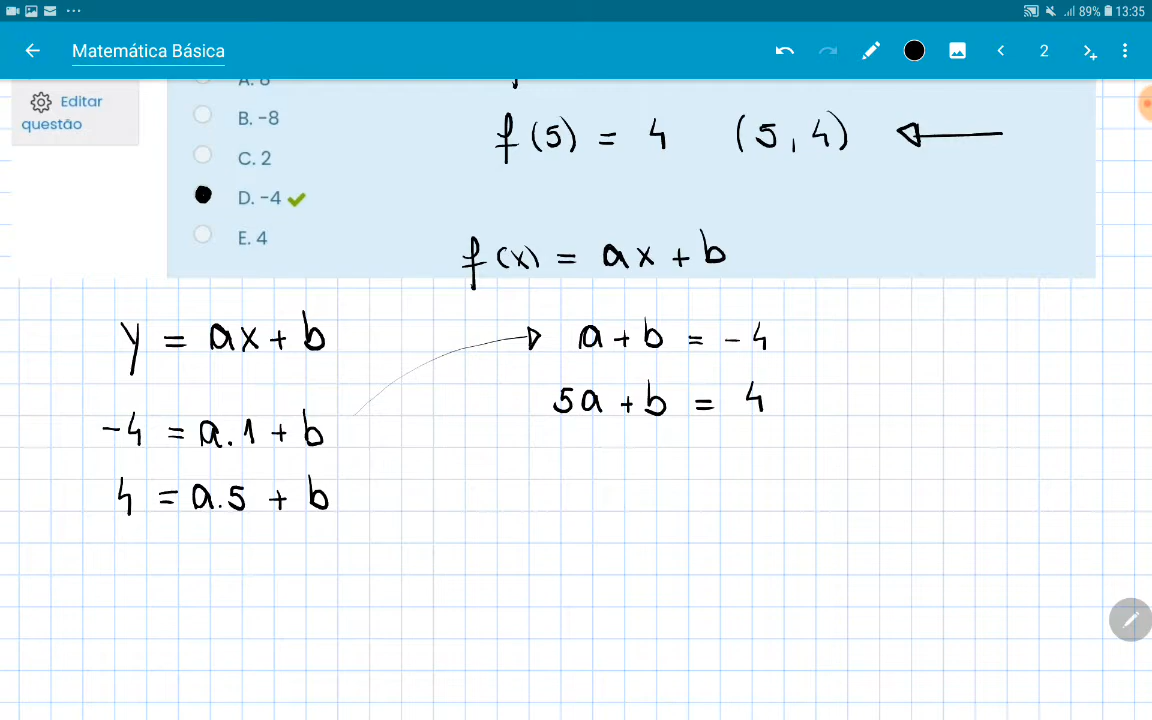 89% 13:35
Matemática Básica
2
Editar
questão
B. -8
C. 2
D. -4
E. 4
f(5) = 4 (5, 4)
f(x) = ax + b
y = ax + b
-4 = a.1 + b
4 = a.5 + b
a + b = -4
5a + b = 4